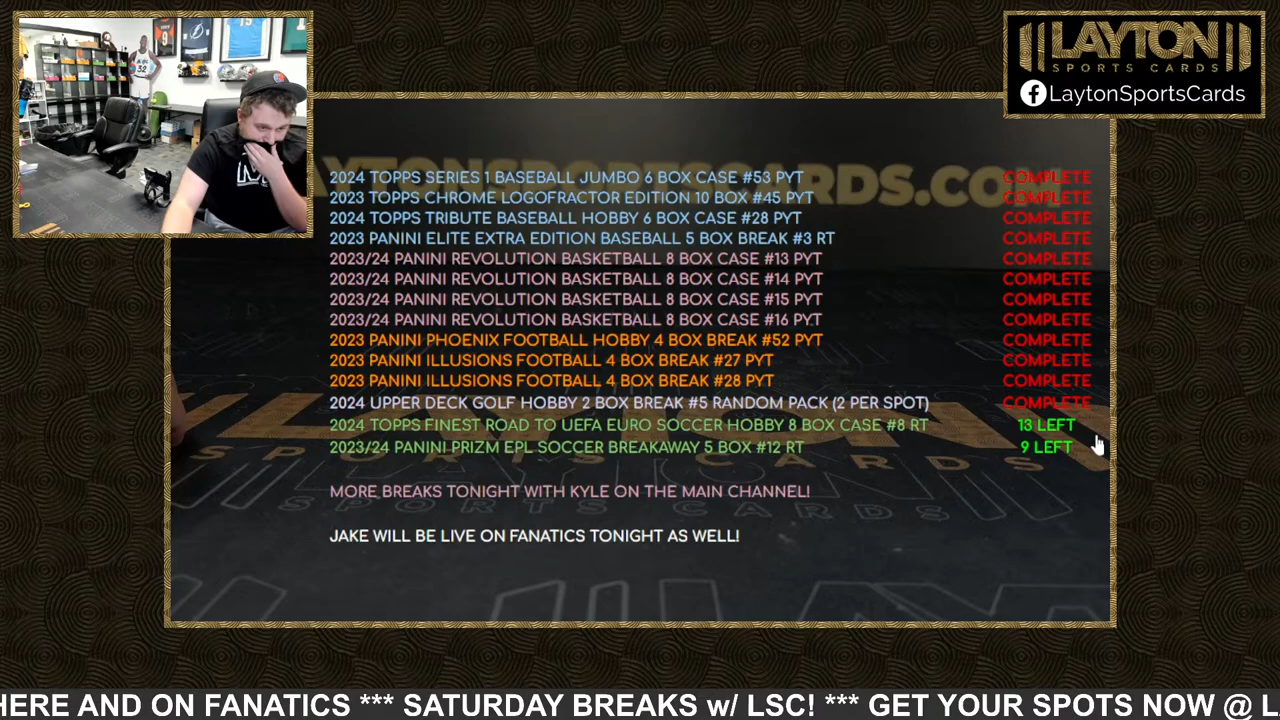 LAYTON
SPORTS CARDS
LaytonSportsCards
2024 TOPPS SERIES 1 BASEBALL JUMBO 6 BOX CASE #53 PYT COMPLETE
2023 TOPPS CHROME LOGOFRACTOR EDITION 10 BOX #45 PYT COMPLETE
2024 TOPPS TRIBUTE BASEBALL HOBBY 6 BOX CASE #28 PYT COMPLETE
2023 PANINI ELITE EXTRA EDITION BASEBALL 5 BOX BREAK #3 RT COMPLETE
2023/24 PANINI REVOLUTION BASKETBALL 8 BOX CASE #13 PYT COMPLETE
2023/24 PANINI REVOLUTION BASKETBALL 8 BOX CASE #14 PYT COMPLETE
2023/24 PANINI REVOLUTION BASKETBALL 8 BOX CASE #15 PYT COMPLETE
2023/24 PANINI REVOLUTION BASKETBALL 8 BOX CASE #16 PYT COMPLETE
2023 PANINI PHOENIX FOOTBALL HOBBY 4 BOX BREAK #52 PYT COMPLETE
2023 PANINI ILLUSIONS FOOTBALL 4 BOX BREAK #27 PYT COMPLETE
2023 PANINI ILLUSIONS FOOTBALL 4 BOX BREAK #28 PYT COMPLETE
2024 UPPER DECK GOLF HOBBY 2 BOX BREAK #5 RANDOM PACK (2 PER SPOT) COMPLETE
2024 TOPPS FINEST ROAD TO UEFA EURO SOCCER HOBBY 8 BOX CASE #8 RT 13 LEFT
2023/24 PANINI PRIZM EPL SOCCER BREAKAWAY 5 BOX #12 RT 9 LEFT
MORE BREAKS TONIGHT WITH KYLE ON THE MAIN CHANNEL!
JAKE WILL BE LIVE ON FANATICS TONIGHT AS WELL!
HERE AND ON FANATICS *** SATURDAY BREAKS w/ LSC! *** GET YOUR SPOTS NOW @ L